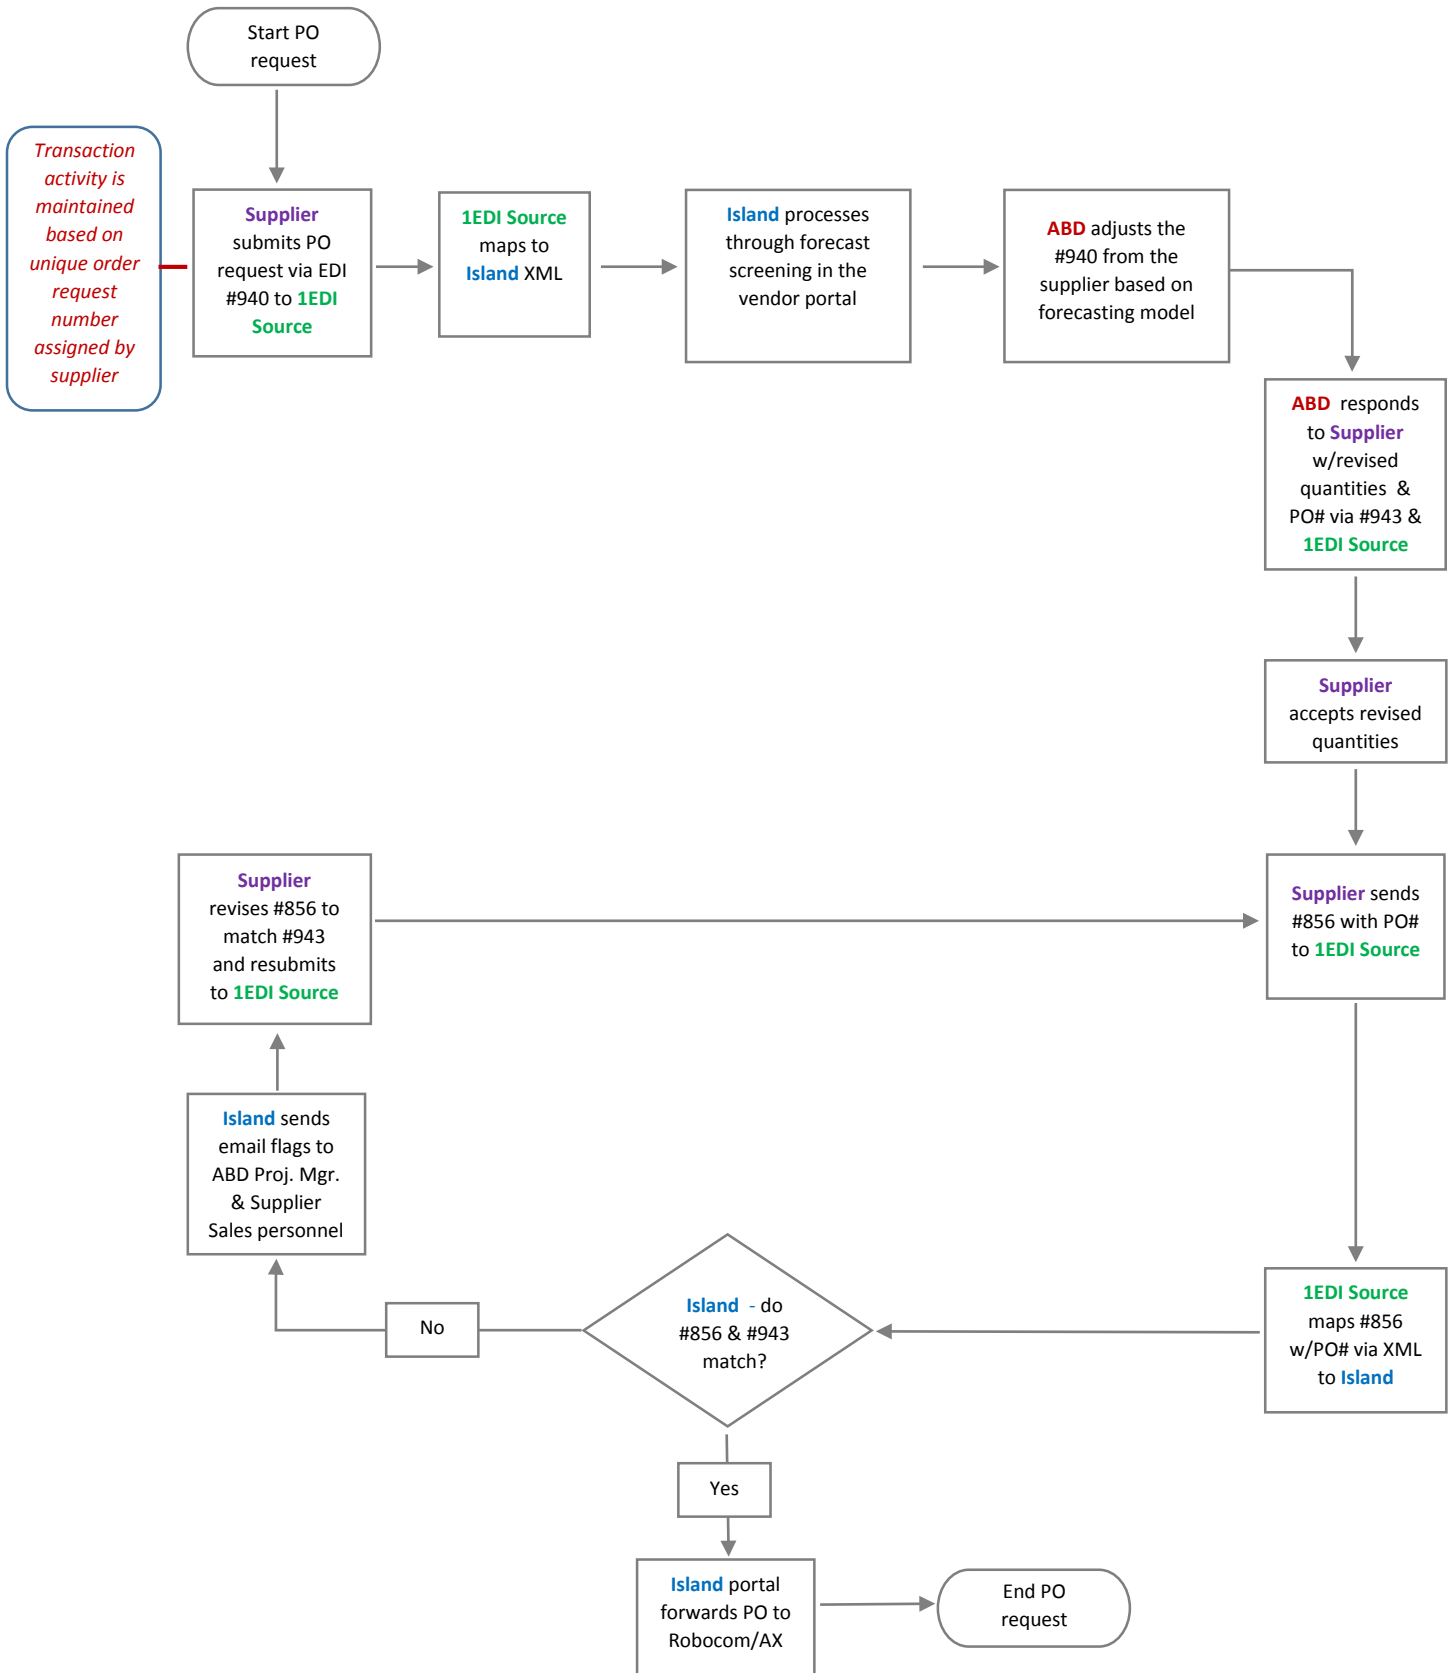 Start PO
request
Transaction
activity is
maintained
based on
unique order
request
number
assigned by
supplier
Supplier
submits PO
request via EDI
#940 to 1EDI
Source
1EDI Source
maps to
Island XML
Island processes
through forecast
screening in the
vendor portal
ABD adjusts the
#940 from the
supplier based on
forecasting model
ABD responds
to Supplier
w/revised
quantities &
PO# via #943 &
1EDI Source
Supplier
accepts revised
quantities
Supplier sends
#856 with PO#
to 1EDI Source
Supplier
revises #856 to
match #943
and resubmits
to 1EDI Source
Island sends
email flags to
ABD Proj. Mgr.
& Supplier
Sales personnel
No
Island - do
#856 & #943
match?
1EDI Source
maps #856
w/PO# via XML
to Island
Yes
Island portal
forwards PO to
Robocom/AX
End PO
request